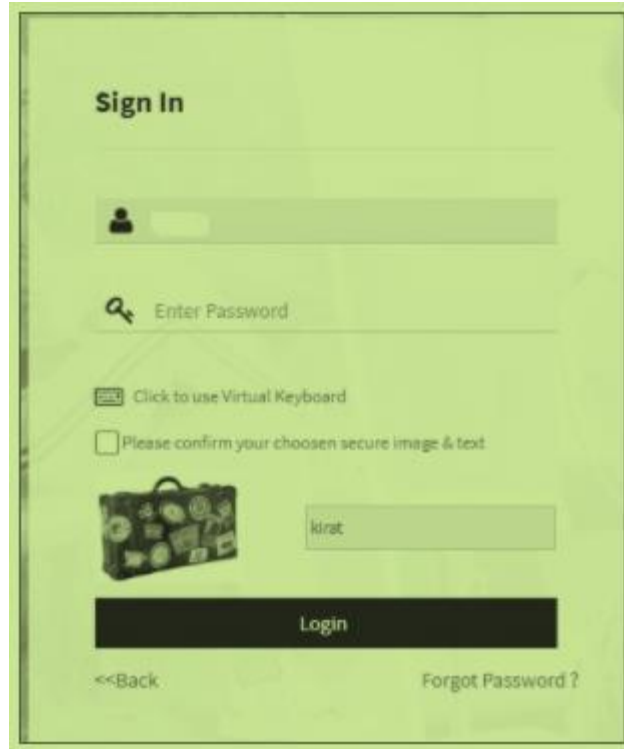 Sign In
Enter Password
Click to use Virtual Keyboard
Please confirm your choosen secure image & text
kirat
Login
<<Back
Forgot Password ?